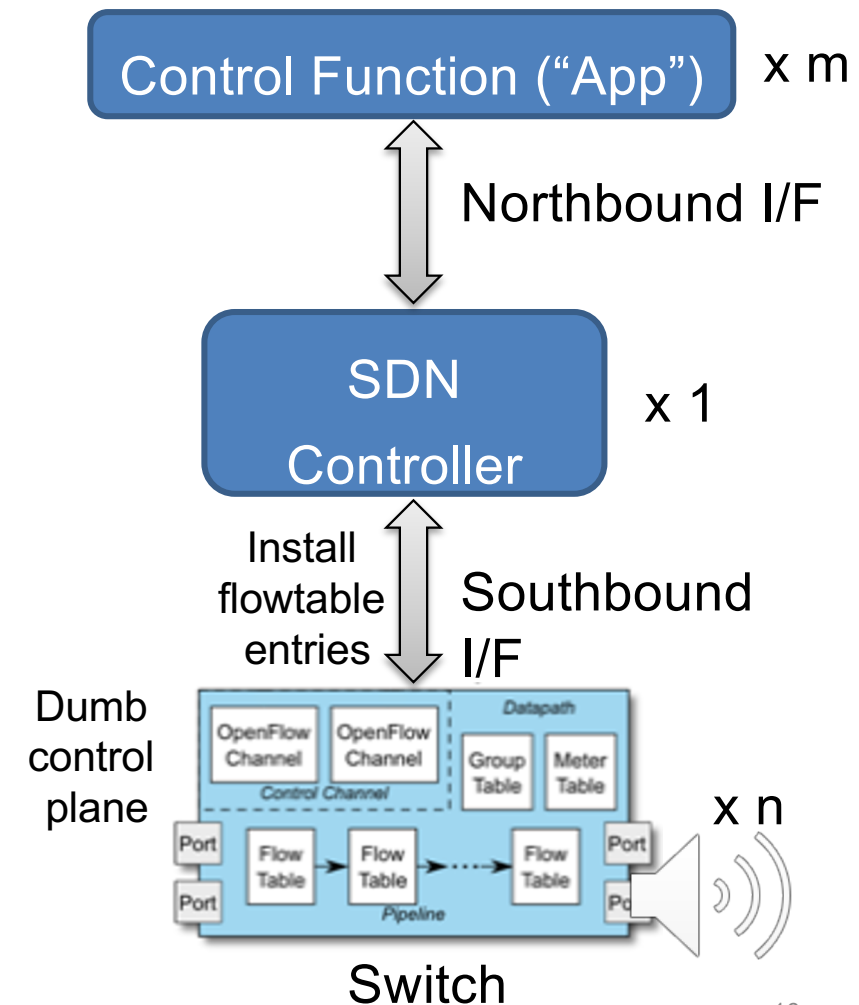 Control Function (“App”)
x m
Northbound I/F
SDN
Controller
x 1
Install
flowtable
entries
Southbound
I/F
Dumb
control
plane
OpenFlow
Channel
OpenFlow
Channel
Control Channel
Datapath
Group
Table
Meter
Table
x n
Port
Port
Flow
Table
Flow
Table
Flow
Table
Pipeline
Port
Switch